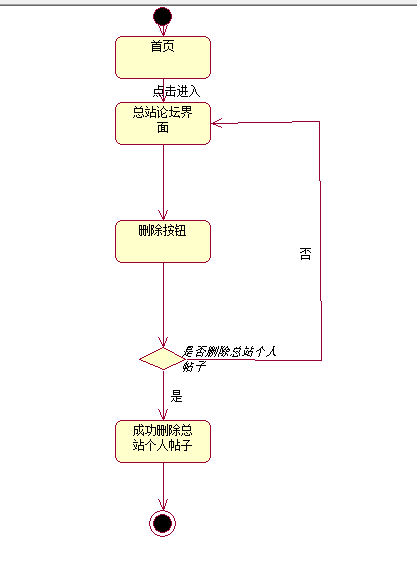 首页
点击进入
总站论坛界
面
删除按钮
否
是否删除总站个人
帖子
是
成功删除总
站个人帖子